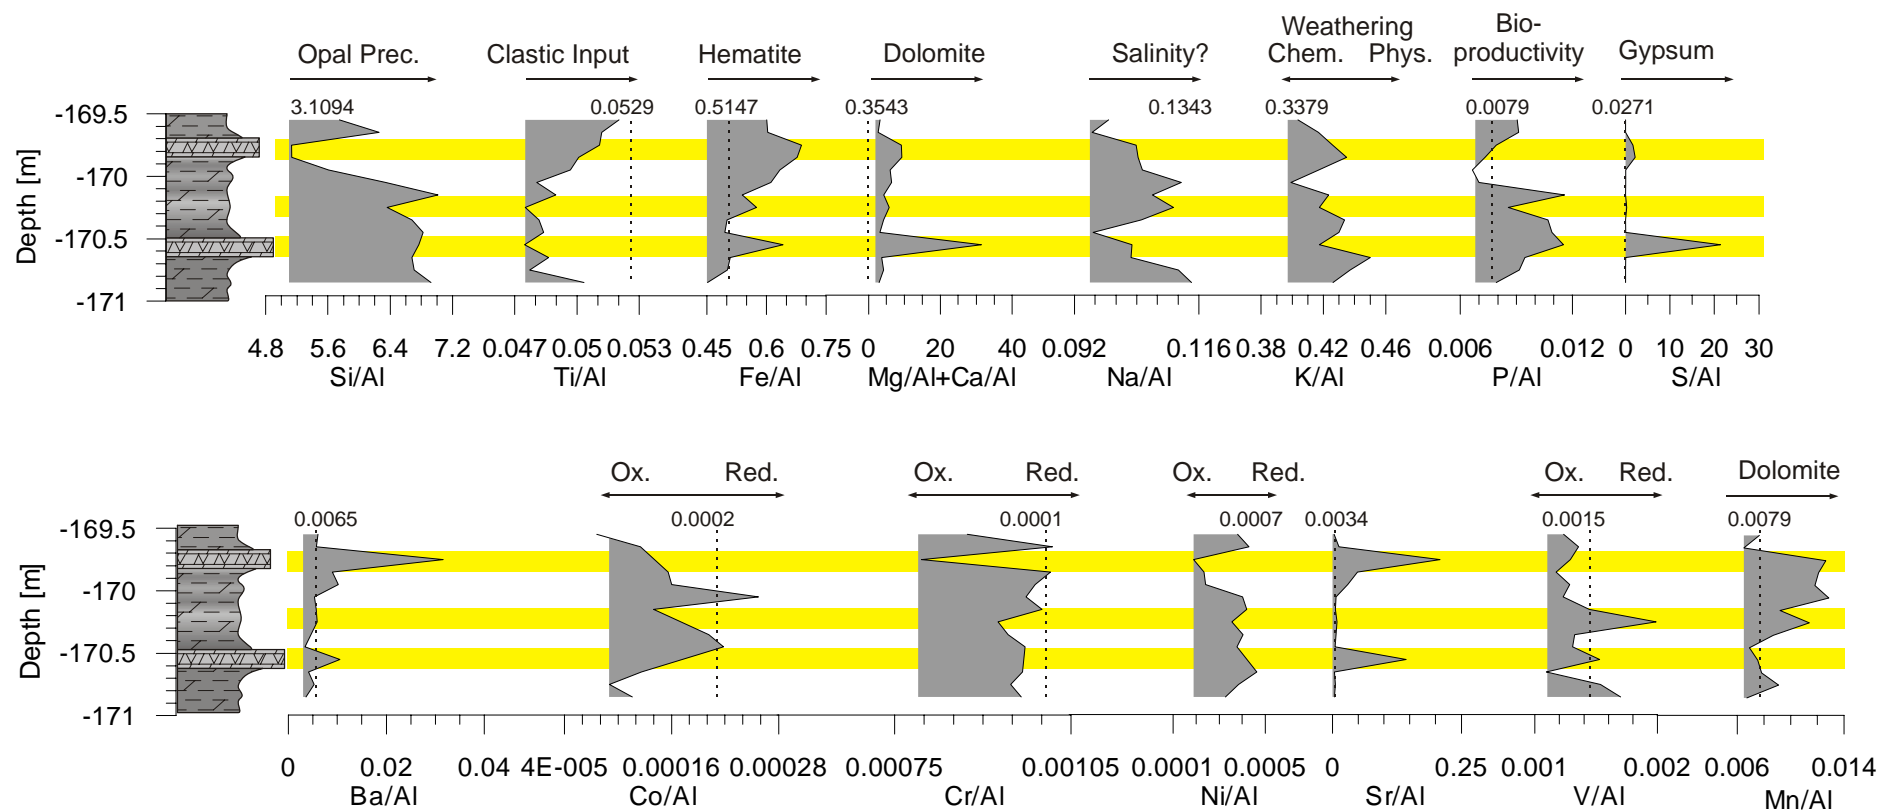 Opal Prec. Clastic Input Hematite Dolomite Salinity? Weathering Chem. Phys. Bio-productivity Gypsum
3.1094 0.0529 0.5147 0.3543 0.1343 0.3379 0.0079 0.0271
Depth [m]
-169.5
-170
-170.5
-171
4.8 5.6 6.4 7.2 0.047 0.05 0.053 0.45 0.6 0.75 0 20 40 0.092 0.116 0.38 0.42 0.46 0.006 0.012 0 10 20 30
Si/Al Ti/Al Fe/Al Mg/Al+Ca/Al Na/Al K/Al P/Al S/Al
Ox. Red. Ox. Red. Ox. Red. Ox. Red. Dolomite
0.0065 0.0002 0.0001 0.0007 0.0034 0.0015 0.0079
Depth [m]
-169.5
-170
-170.5
-171
0 0.02 0.04 4E-005 0.00016 0.00028 0.00075 0.00105 0.0001 0.0005 0 0.25 0.001 0.002 0.006 0.014
Ba/Al Co/Al Cr/Al Ni/Al Sr/Al V/Al Mn/Al